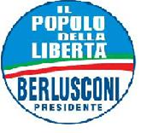 IL
POPOLO
DELLA
LIBERTÀ
BERLUSCONI
PRESIDENTE